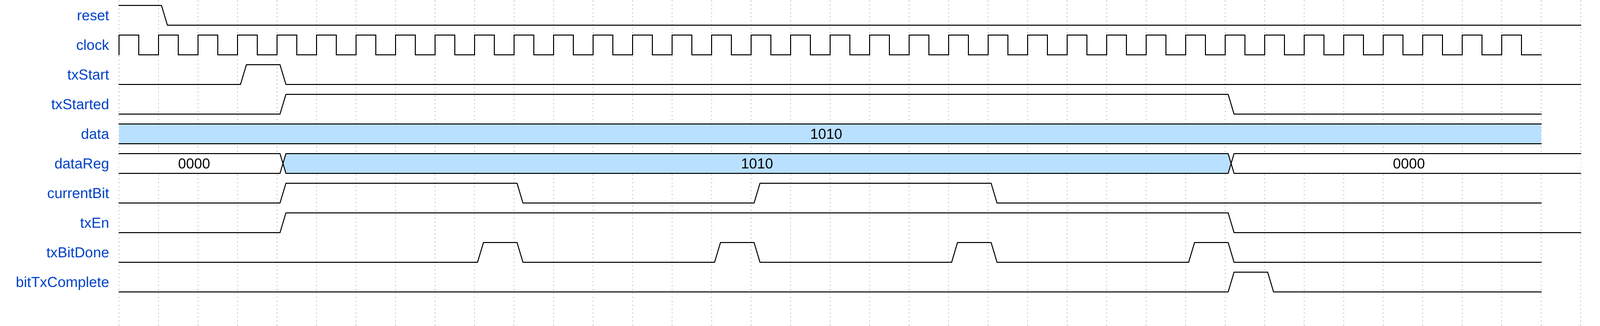 reset
clock
txStart
txStarted
data 1010
dataReg 0000 1010 0000
currentBit
txEn
txBitDone
bitTxComplete